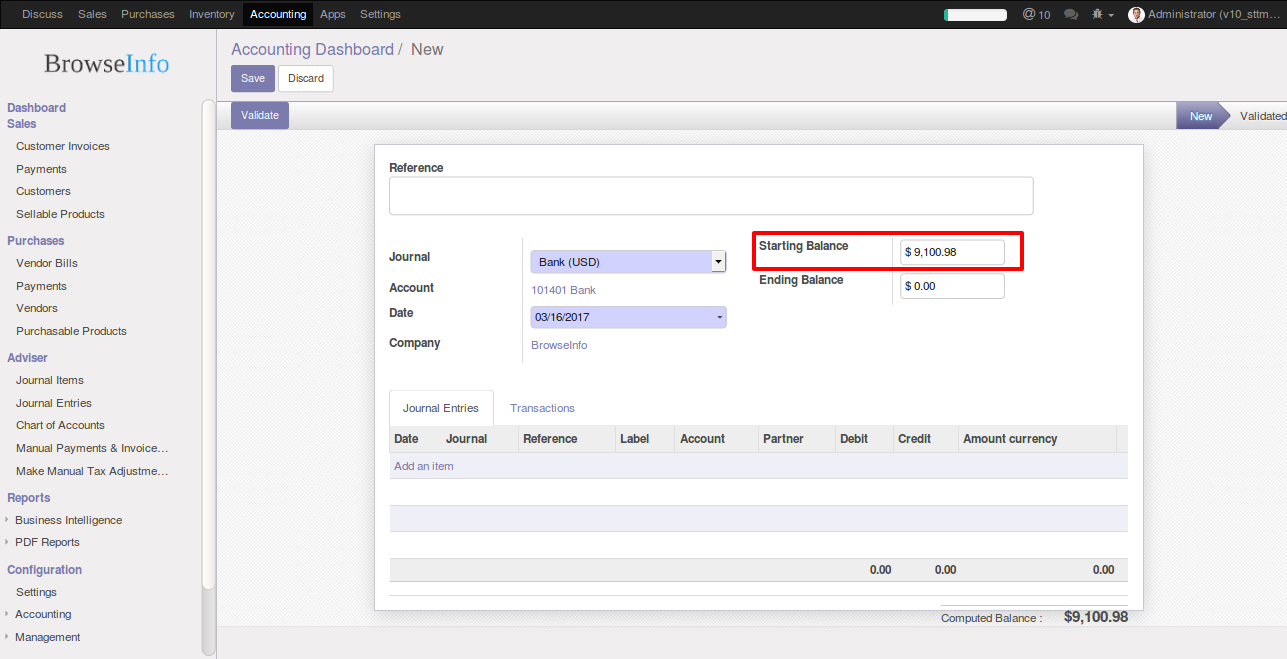 Discuss Sales Purchases Inventory Accounting Apps Settings @ 10 Administrator (v10_sttm...
BrowseInfo
Accounting Dashboard / New
Save Discard
Validate New Validated
Dashboard
Sales
Customer Invoices
Payments
Customers
Sellable Products
Purchases
Vendor Bills
Payments
Vendors
Purchasable Products
Adviser
Journal Items
Journal Entries
Chart of Accounts
Manual Payments & Invoice...
Make Manual Tax Adjustme...
Reports
Business Intelligence
PDF Reports
Configuration
Settings
Accounting
Management
Reference
Journal Bank (USD)
Account 101401 Bank
Date 03/16/2017
Company BrowseInfo
Starting Balance $ 9,100.98
Ending Balance $ 0.00
Journal Entries Transactions
Date Journal Reference Label Account Partner Debit Credit Amount currency
Add an item
0.00 0.00 0.00
Computed Balance : $9,100.98